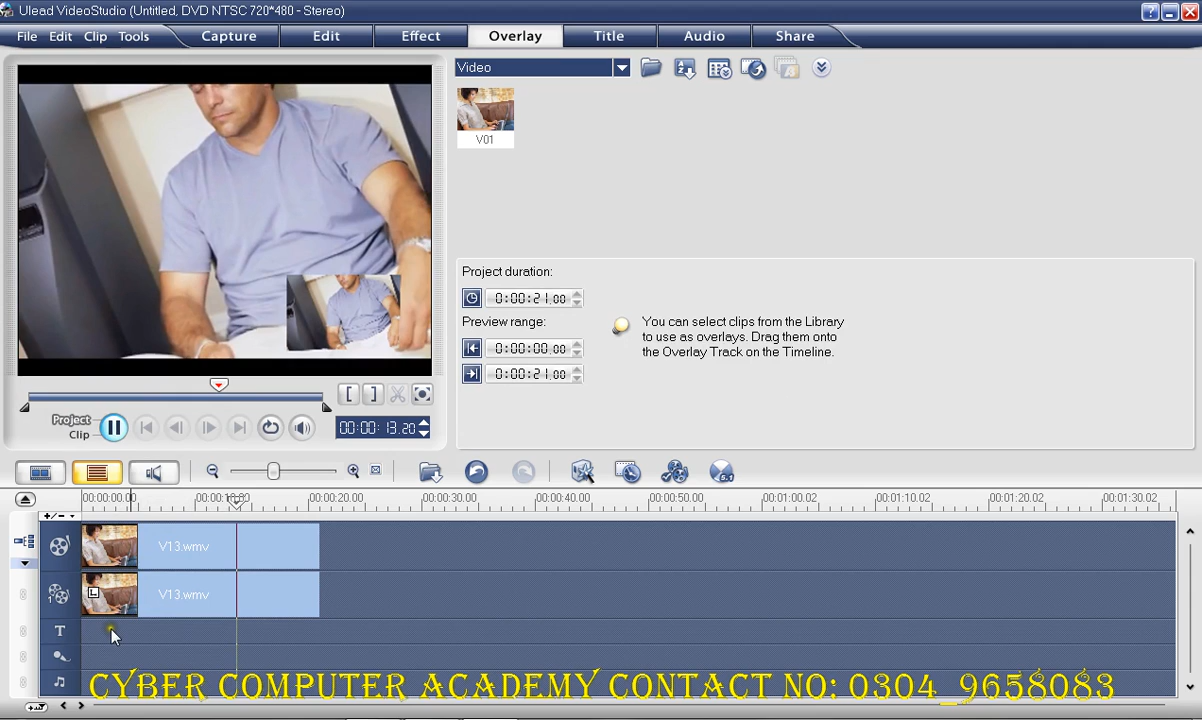 Ulead VideoStudio (Untitled, DVD NTSC 720*480 - Stereo)
File Edit Clip Tools Capture Edit Effect Overlay Title Audio Share
Video
V01
Project duration:
0:00:21.00
Preview range:
0:00:00.00
0:00:21.00
You can select clips from the Library
to use as overlays. Drag them onto
the Overlay Track on the Timeline.
Project
Clip
00:00:13.20
00:00:00.00 00:00:20.00 00:00:30.00 00:00:40.00 00:00:50.00 00:01:00.02 00:01:10.02 00:01:20.02 00:01:30.02
V13.wmv
V13.wmv
CYBER COMPUTER ACADEMY CONTACT NO: 0304_9658083